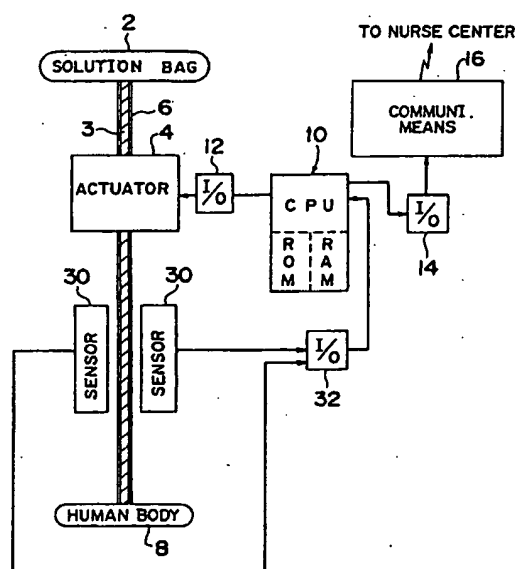 2
SOLUTION BAG
TO NURSE CENTER
16
COMMUNI.
MEANS
3
6
4
12
10
ACTUATOR
I/O
CPU
ROM
RAM
I/O
14
30
30
SENSOR
SENSOR
I/O
32
HUMAN BODY
8